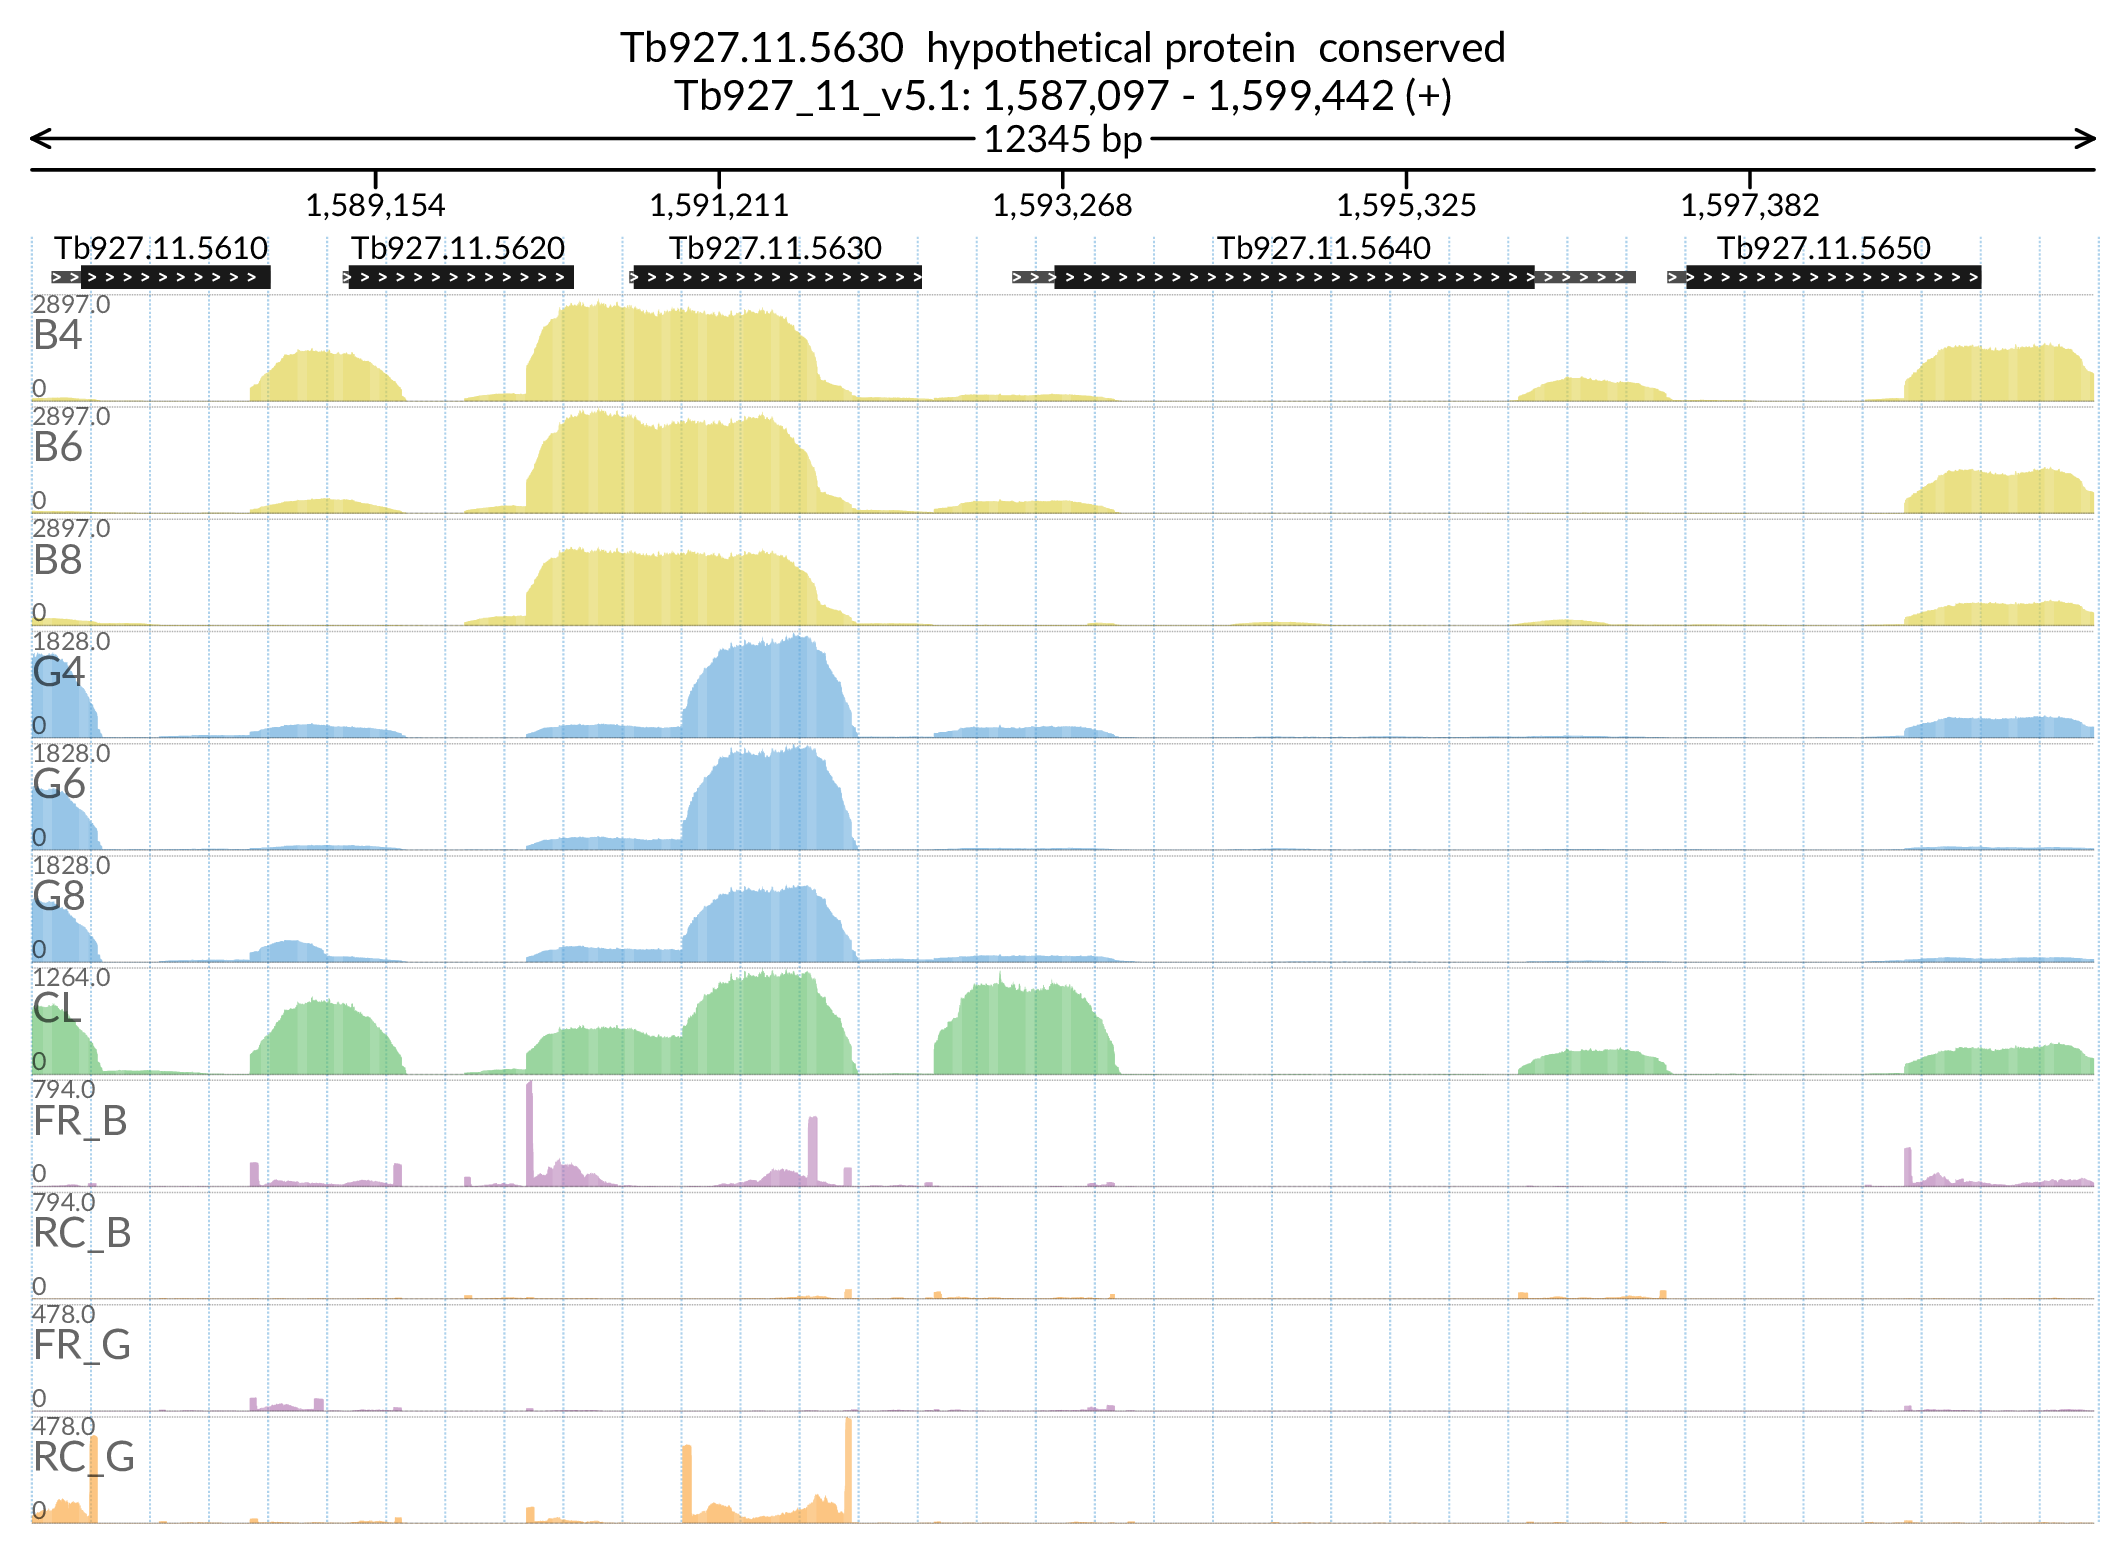 Tb927.11.5630  hypothetical protein  conserved
Tb927_11_v5.1: 1,587,097 - 1,599,442 (+)
12345 bp
1,589,154 1,591,211 1,593,268 1,595,325 1,597,382
Tb927.11.5610 Tb927.11.5620 Tb927.11.5630 Tb927.11.5640 Tb927.11.5650
2897.0
B4
0
2897.0
B6
0
2897.0
B8
0
1828.0
G4
0
1828.0
G6
0
1828.0
G8
0
1264.0
CL
0
794.0
FR_B
0
794.0
RC_B
0
478.0
FR_G
0
478.0
RC_G
0